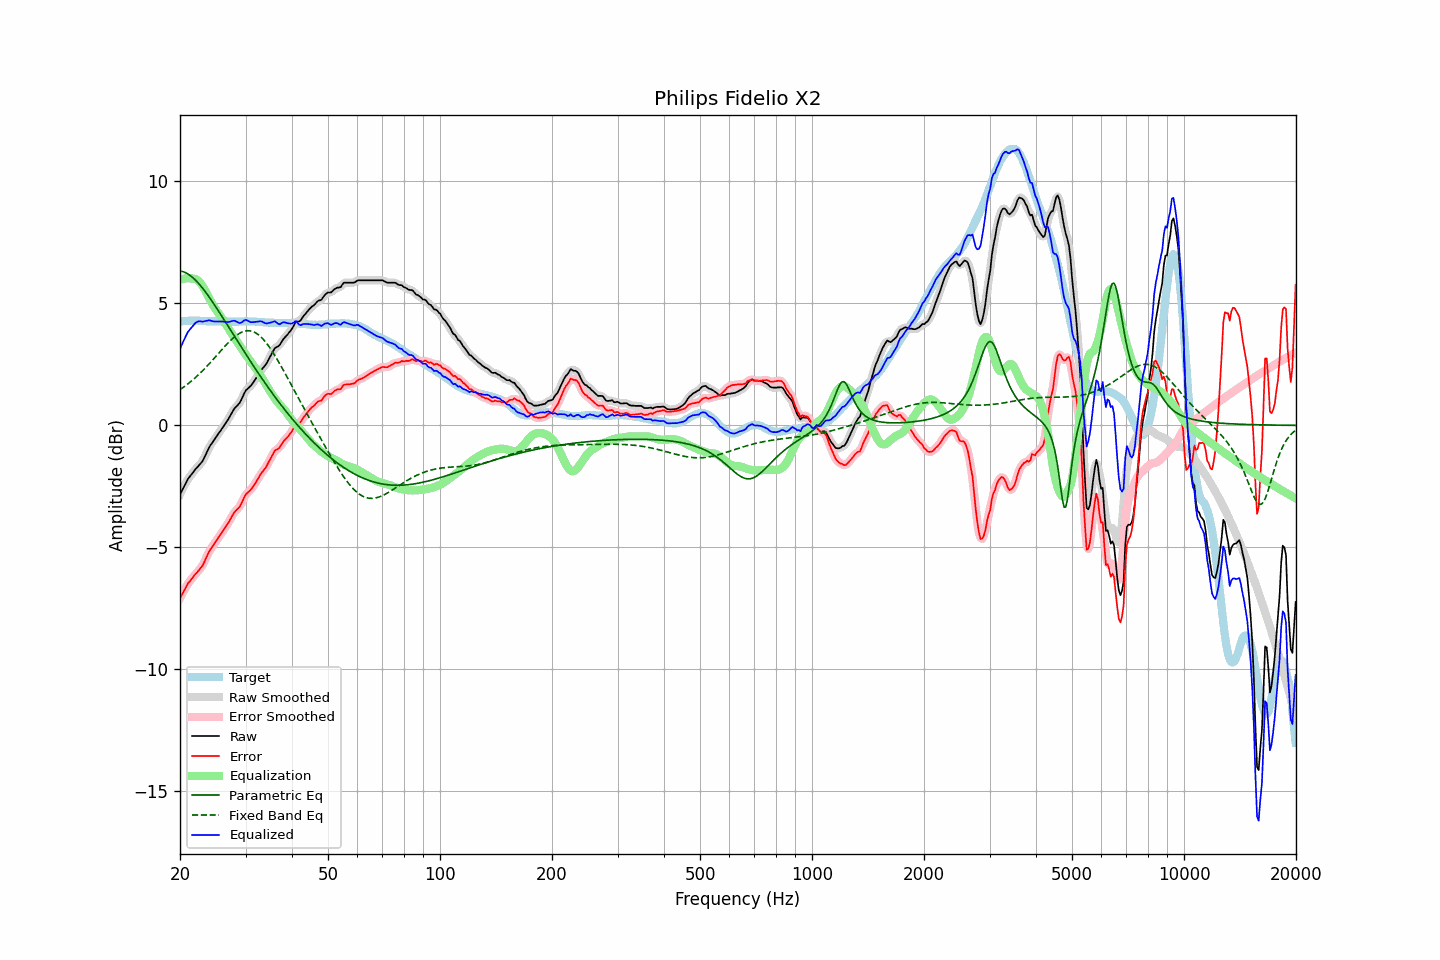 Philips Fidelio X2
Amplitude (dBr)
10
5
0
−5
−10
−15
Target
Raw Smoothed
Error Smoothed
Raw
Error
Equalization
Parametric Eq
Fixed Band Eq
Equalized
20 50 100 200 500 1000 2000 5000 10000 20000
Frequency (Hz)